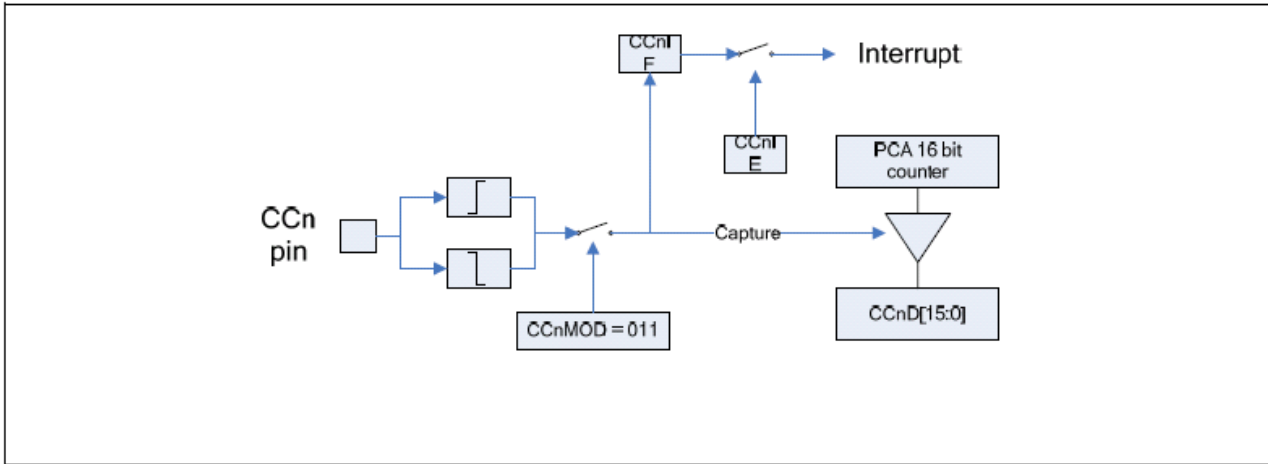 CCnI
F
Interrupt
CCnI
E
PCA 16 bit
counter
CCn
pin
Capture
CCnMOD = 011
CCnD[15:0]